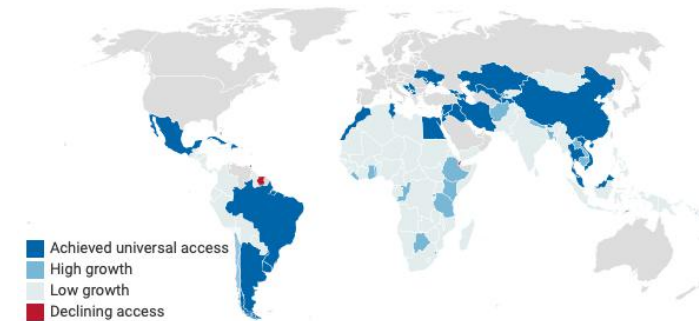 Achieved universal access
High growth
Low growth
Declining access